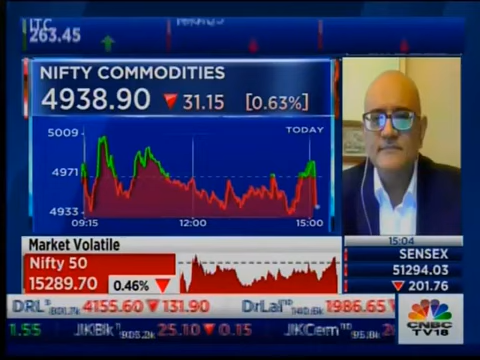 ITC
263.45
NIFTY COMMODITIES
4938.90 31.15 [0.63%]
TODAY
5009
4971
4933
09:15 12:00 15:00
15:04
Market Volatile
Nifty 50
15289.70 0.46%
SENSEX
51294.03
201.76
DRL 4155.60 131.90 DrLal 1986.65
1.55 JKBk 25.10 0.15 JKCem
CNBC
TV18